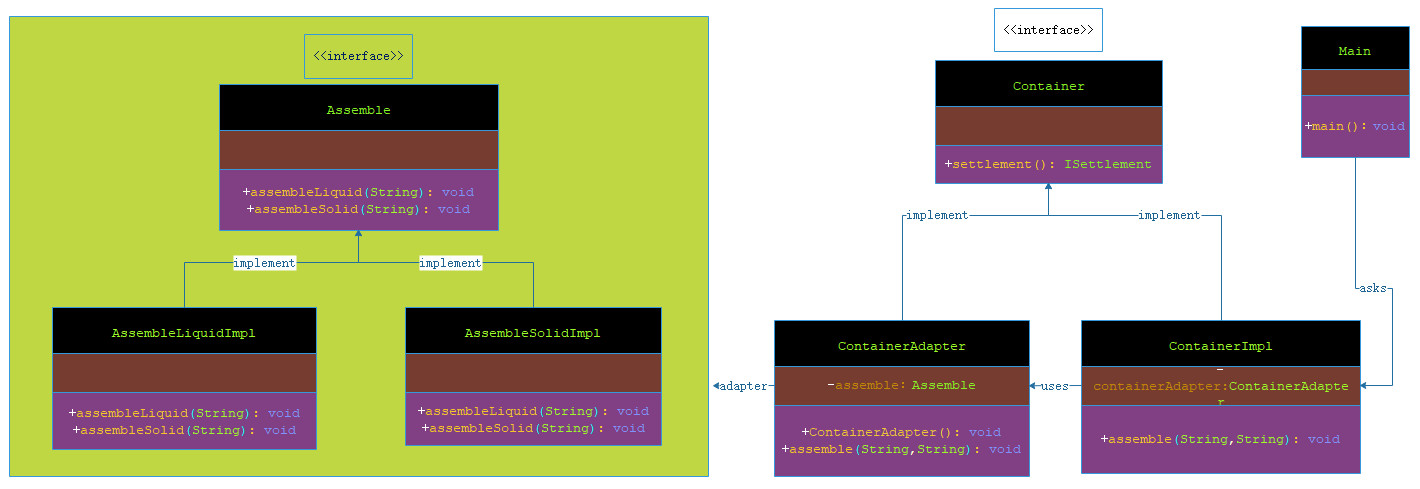 <<interface>>
Assemble
+assembleLiquid(String): void
+assembleSolid(String): void
implement
implement
AssembleLiquidImpl
+assembleLiquid(String): void
+assembleSolid(String): void
AssembleSolidImpl
+assembleLiquid(String): void
+assembleSolid(String): void
<<interface>>
Container
+settlement(): ISettlement
implement
implement
Main
+main(): void
asks
adapter
ContainerAdapter
-assemble: Assemble
+ContainerAdapter(): void
+assemble(String,String): void
uses
ContainerImpl
-
containerAdapter:ContainerAdapte
r
+assemble(String,String): void